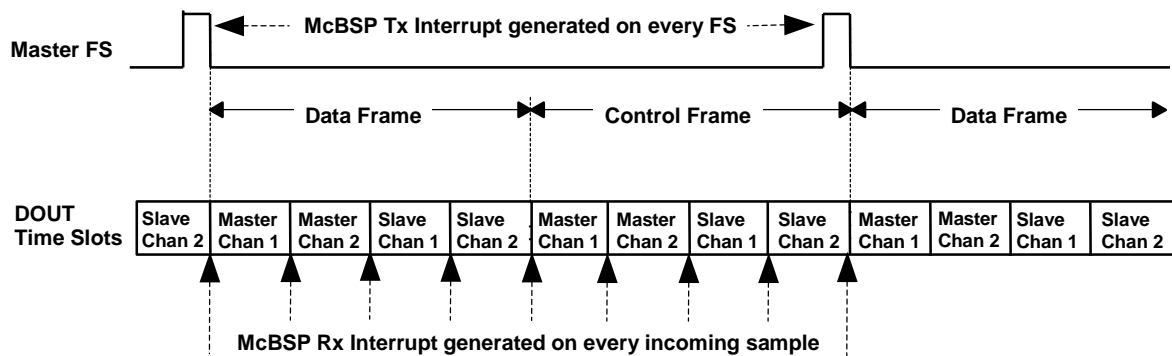 McBSP Tx Interrupt generated on every FS
Master FS
Data Frame
Control Frame
Data Frame
DOUT
Time Slots
Slave
Chan 2
Master
Chan 1
Master
Chan 2
Slave
Chan 1
Slave
Chan 2
Master
Chan 1
Master
Chan 2
Slave
Chan 1
Slave
Chan 2
Master
Chan 1
Master
Chan 2
Slave
Chan 1
Slave
Chan 2
McBSP Rx Interrupt generated on every incoming sample